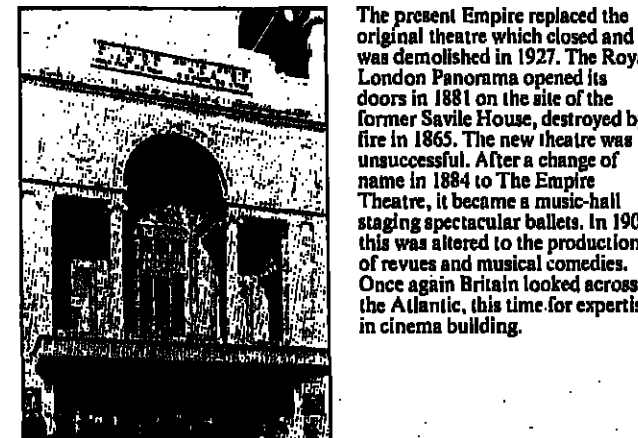 The present Empire replaced the
original theatre which closed and
was demolished in 1927. The
London Panorama opened its
doors in 1881 on the site of the
former Savile House, destroyed
fire in 1865. The new theatre was
unsuccessful. After a change of
name in 1884 to The Empire
Theatre, it became a music-hall
staging spectacular ballets. In
this was altered to the production
of revues and musical comedies.
Once again Britain looked across
the Atlantic, this time for
in cinema building.